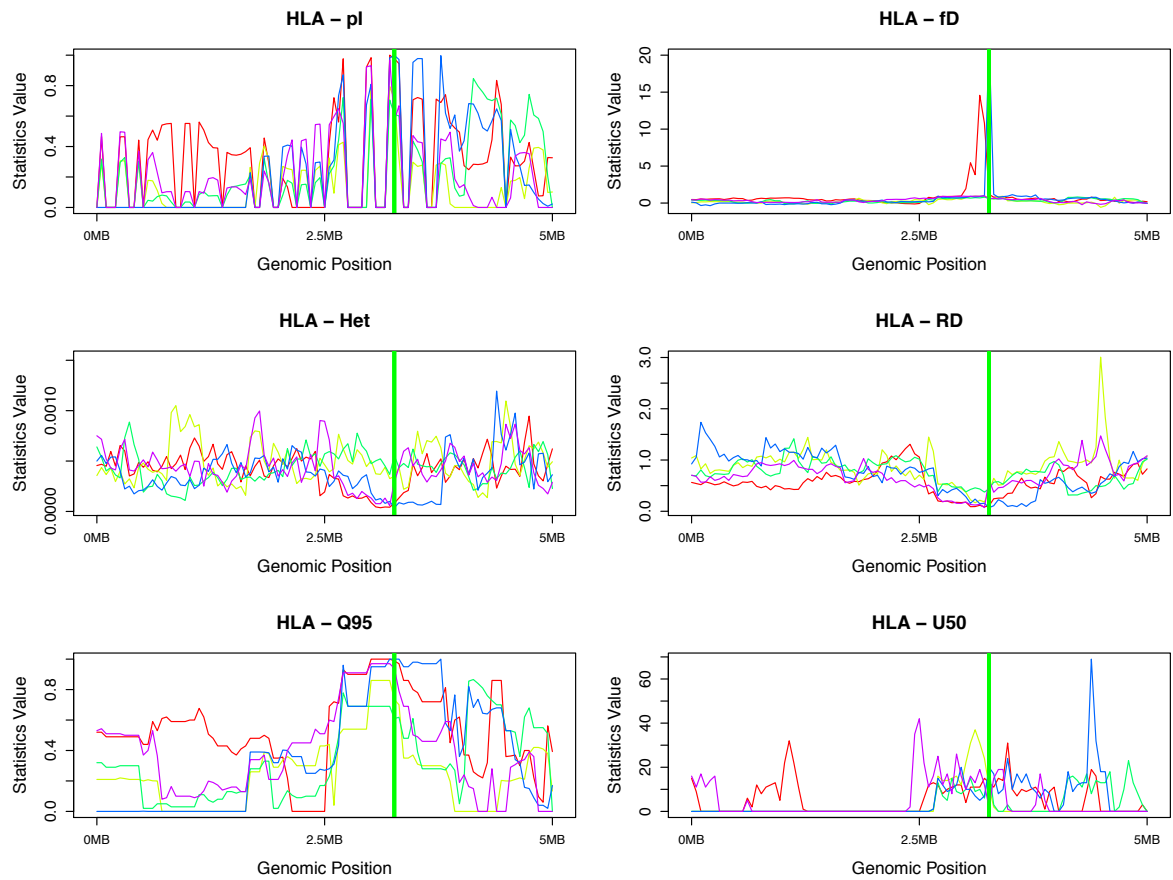 HLA – pI
Statistics Value
0.0 0.4 0.8
0MB 2.5MB 5MB
Genomic Position
HLA – fD
Statistics Value
0 5 10 15 20
0MB 2.5MB 5MB
Genomic Position
HLA – Het
Statistics Value
0.0000 0.0010
0MB 2.5MB 5MB
Genomic Position
HLA – RD
Statistics Value
0.0 1.0 2.0 3.0
0MB 2.5MB 5MB
Genomic Position
HLA – Q95
Statistics Value
0.0 0.4 0.8
0MB 2.5MB 5MB
Genomic Position
HLA – U50
Statistics Value
0 20 40 60
0MB 2.5MB 5MB
Genomic Position